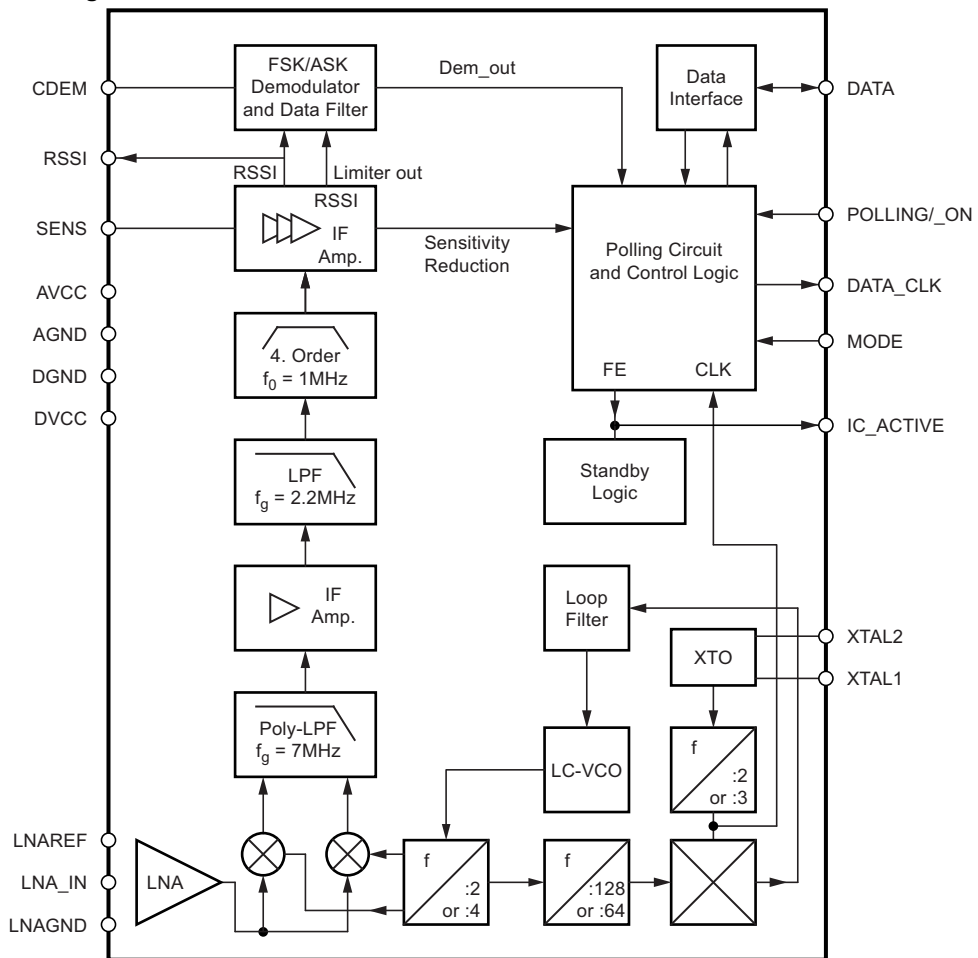 CDEM
RSSI
SENS
AVCC
AGND
DGND
DVCC
LNAREF
LNA_IN
LNAGND
FSK/ASK
Demodulator
and Data Filter
Dem_out
RSSI
Limiter out
RSSI
IF
Amp.
Sensitivity
Reduction
4. Order
f0 = 1MHz
LPF
fg = 2.2MHz
IF
Amp.
Poly-LPF
fg = 7MHz
LNA
Data
Interface
Polling Circuit
and Control Logic
FE
CLK
Standby
Logic
Loop
Filter
XTO
LC-VCO
f
:2
or :3
f
:2
or :4
f
:128
or :64
DATA
POLLING/_ON
DATA_CLK
MODE
IC_ACTIVE
XTAL2
XTAL1